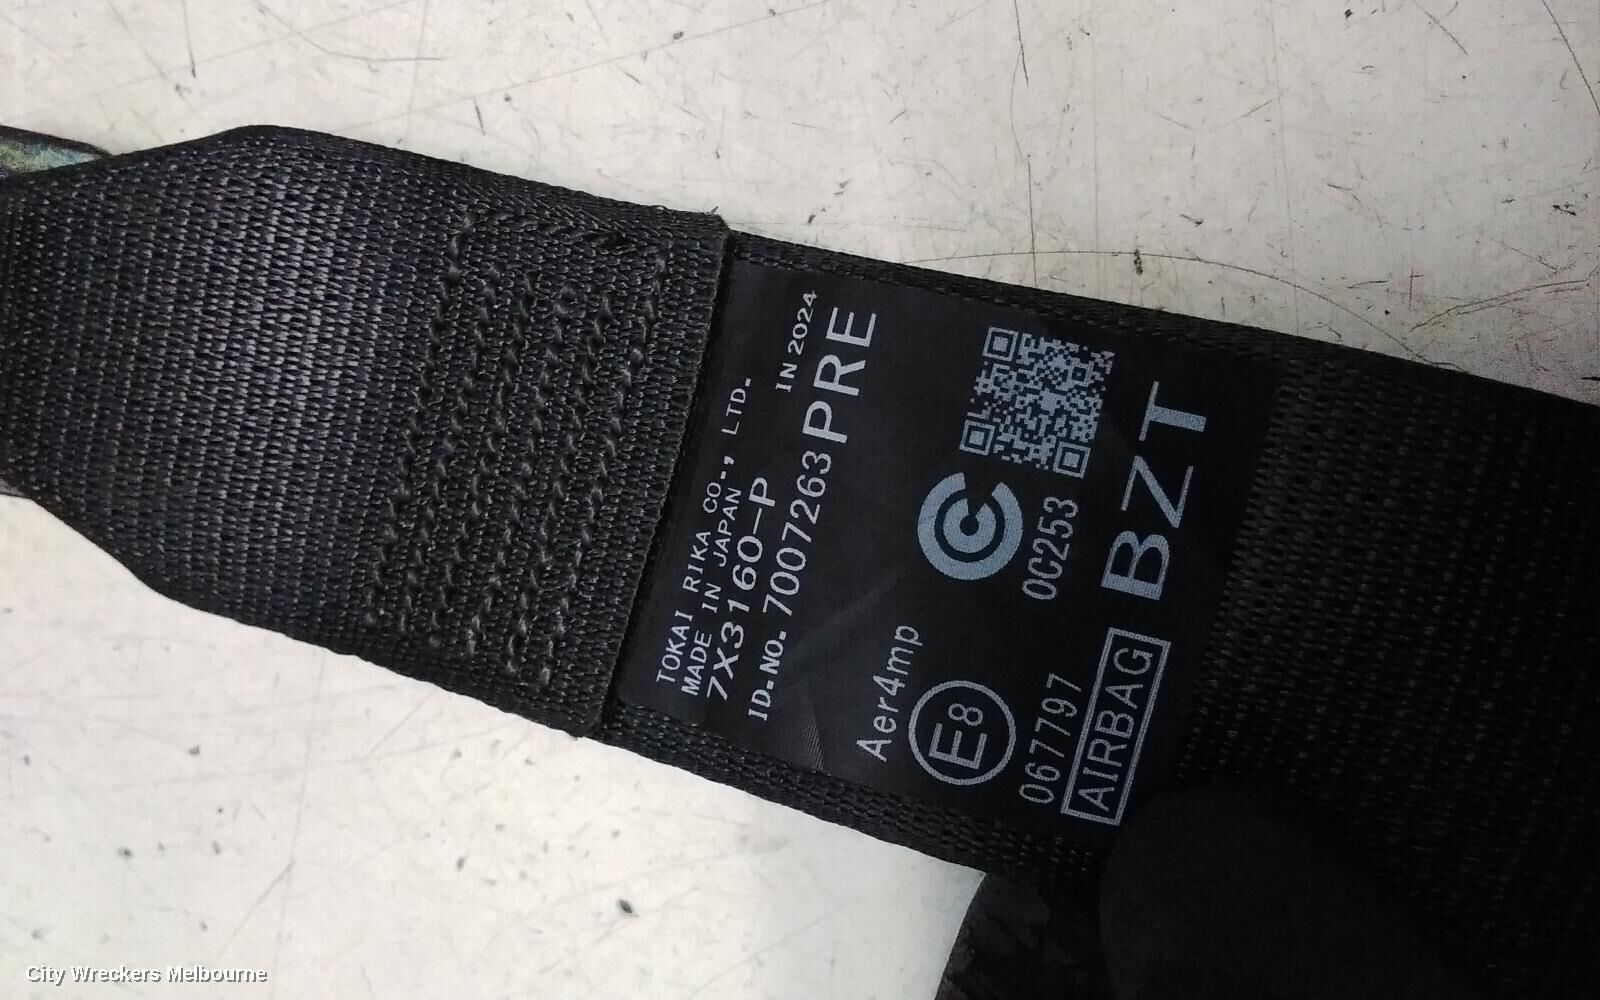 TOKAI RIKA CO., LTD.
MADE IN JAPAN
7X3160-P IN 2024
ID.NO. 7007263 PRE
Aer4mp
E8
067797
0C253
AIRBAG BZT
City Wreckers Melbourne